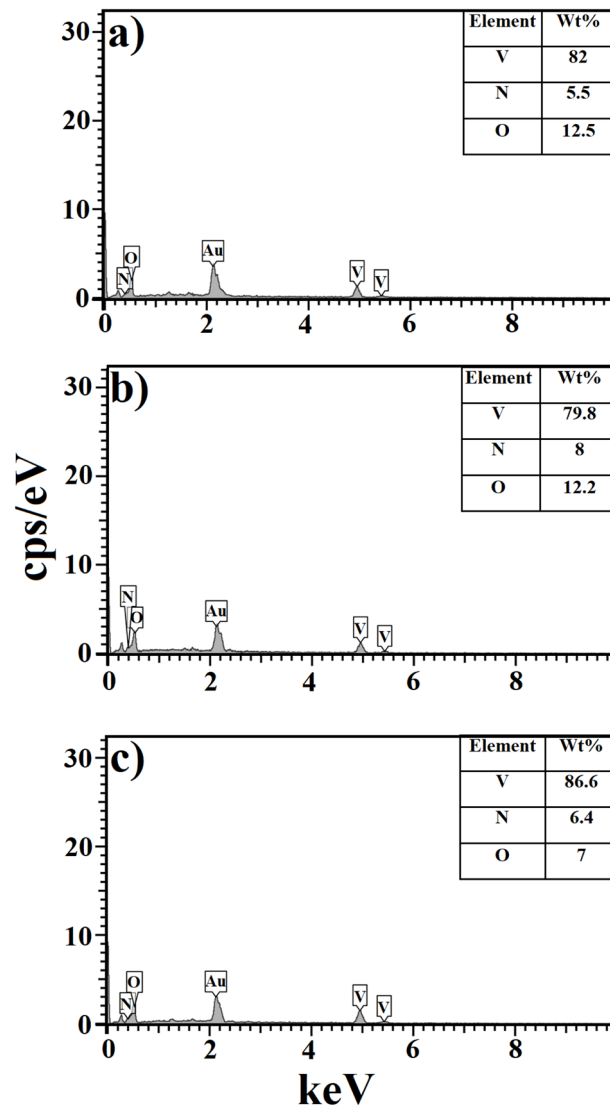 a)
Element Wt%
V 82
N 5.5
O 12.5
30
20
10
0
N
O
Au
V
V
0 2 4 6 8
b)
Element Wt%
V 79.8
N 8
O 12.2
30
20
10
0
N
O
Au
V
V
0 2 4 6 8
cps/eV
c)
Element Wt%
V 86.6
N 6.4
O 7
30
20
10
0
N
O
Au
V
V
0 2 4 6 8
keV